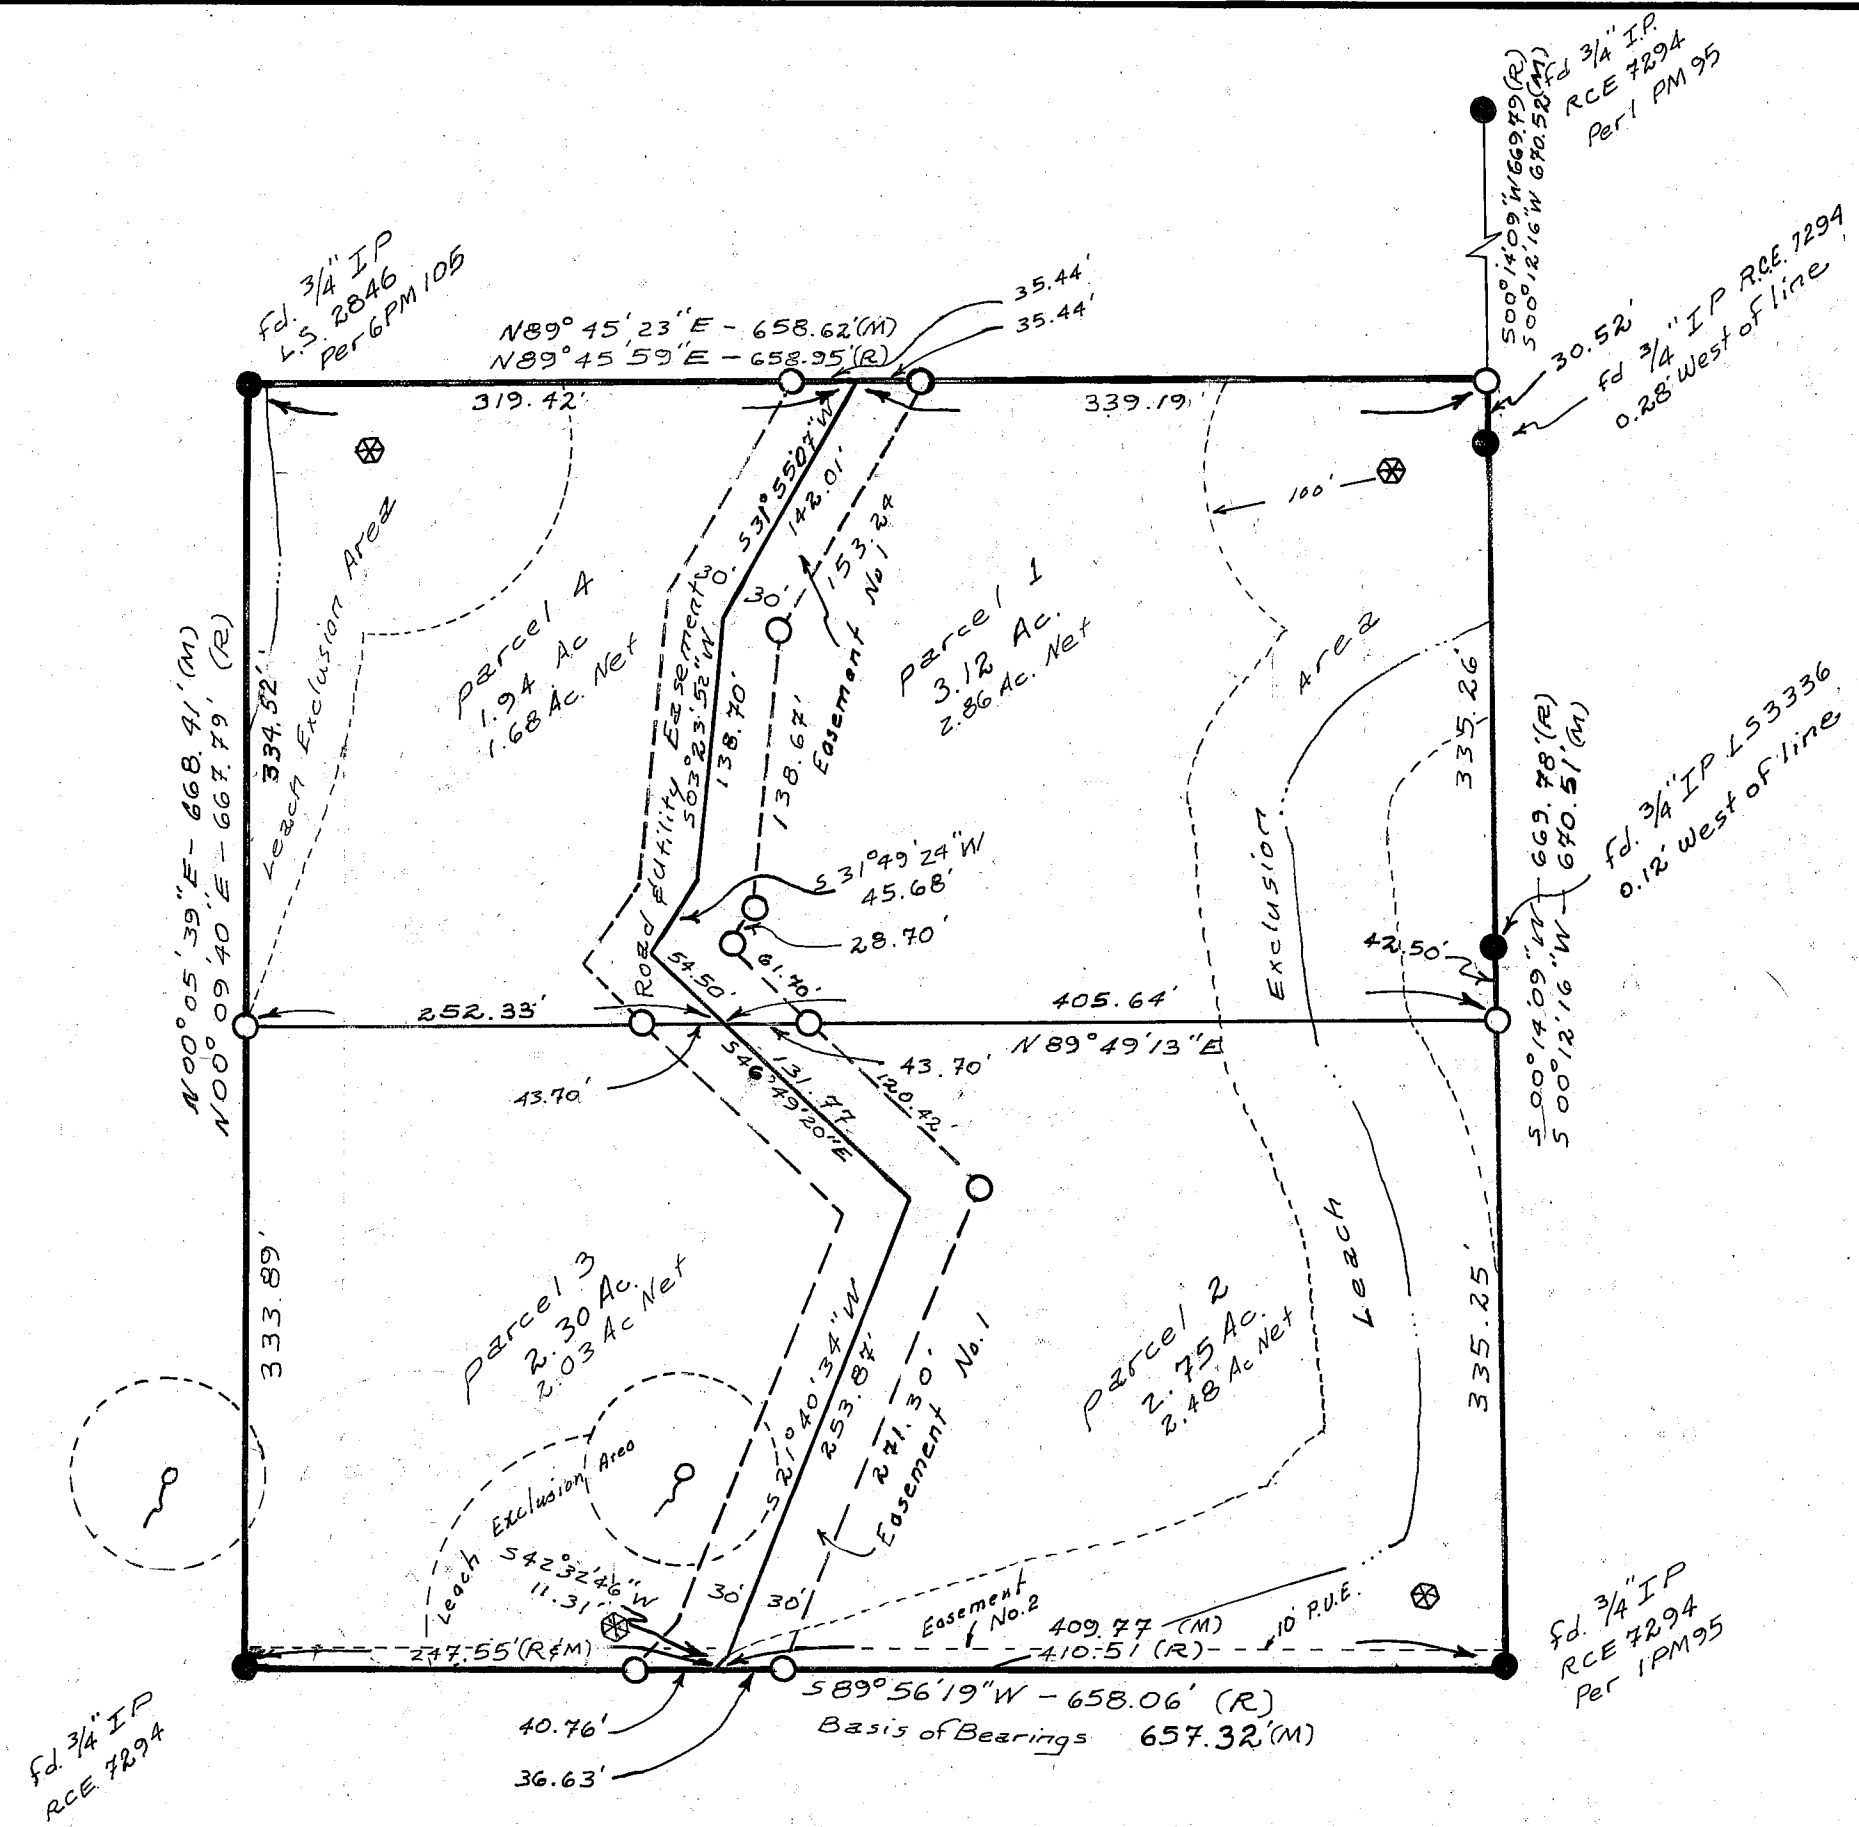 fd 3/4" I.P.
RCE 7294
Per 1 PM 95
S00°14'09"W 669.79 (R)
S00°12'16"W 670.52 (M)
fd. 3/4" IP
L.S. 2846
Per 6 PM 105
N89° 45' 23" E - 658.62' (M)
N89° 45' 59" E - 658.95' (R)
35.44'
35.44'
30.52'
fd 3/4" IP R.C.E. 7294
0.28' West of line
319.42'
339.19'
100'
S31°55'07"W
142.01'
153.24
Easement No 1
30.
30'
Leach Exclusion Area
334.52'
Parcel 4
1.94 Ac
1.68 Ac. Net
Parcel 1
3.12 Ac.
2.86 Ac. Net
Road & Utility Easement
S03°23'52"W
138.70'
138.67'
335.26'
N00° 05' 39" E - 668.41' (M)
N00° 09' 40 E - 667.79' (R)
S 31°49'24"W
45.68'
28.70'
fd. 3/4" IP LS3336
0.12' West of line
S 00°14'09"W - 669.78' (R)
S 00°12'16"W - 670.51' (M)
42.50'
54.50'
61.70'
252.33'
405.64'
N 89°49'13"E
43.70'
43.70'
131.77
S46°49'20"E
120.42
Leach Exclusion Area
333.89'
335.25'
Parcel 3
2.30 Ac.
2.03 Ac Net
Parcel 2
2.75 Ac.
2.48 Ac Net
S 21° 40' 34" W
253.87'
271.30'
Easement No. 1
Leach Exclusion Area
S42°32'46"W
11.31'
30'
30'
Easement
No. 2
10' P.U.E.
247.55' (R&M)
409.77 (M)
410.51 (R)
S 89° 56' 19" W - 658.06' (R)
Basis of Bearings 657.32' (M)
40.76'
36.63'
fd. 3/4" IP
RCE. 7294
fd. 3/4" IP
RCE 7294
Per 1PM95